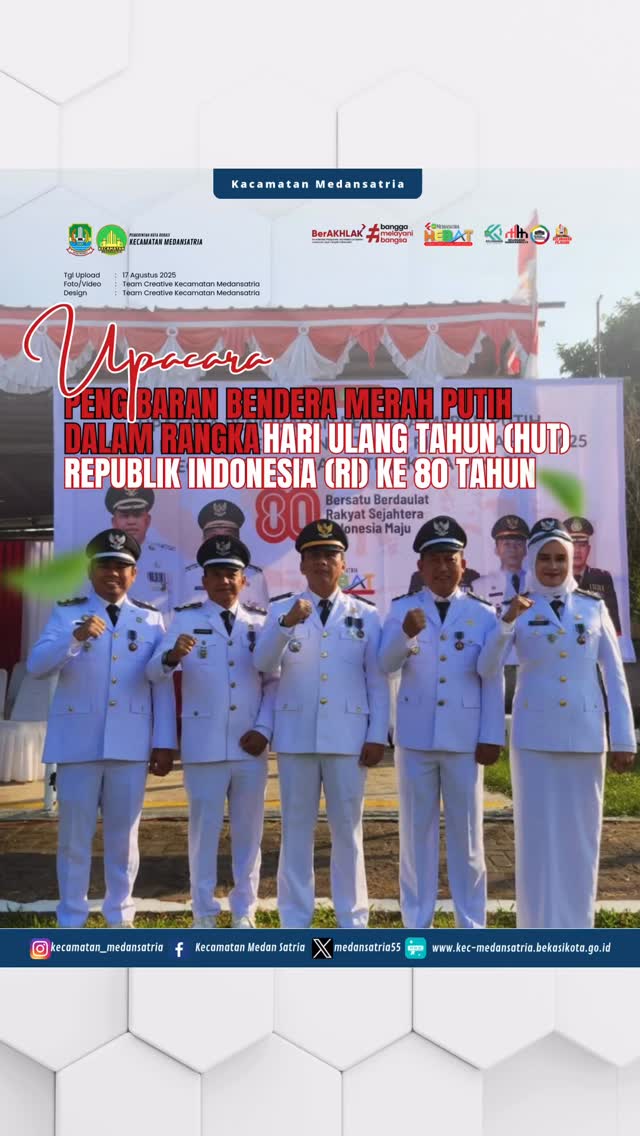 Kacamatan Medansatria
PEMERINTAH KOTA BEKASI
KECAMATAN MEDANSATRIA
BerAKHLAK
#bangga melayani bangsa
MEDANSATRIA
HEBAT
Tgl Upload : 17 Agustus 2025
Foto/Video : Team Creative Kecamatan Medansatria
Design : Team Creative Kecamatan Medansatria
Upacara
PENGIBARAN BENDERA MERAH PUTIH
DALAM RANGKA HARI ULANG TAHUN (HUT)
REPUBLIK INDONESIA (RI) KE 80 TAHUN
80
Bersatu Berdaulat
Rakyat Sejahtera
Indonesia Maju
kecamatan_medansatria
Kecamatan Medan Satria
medansatria55
www.kec-medansatria.bekasikota.go.id